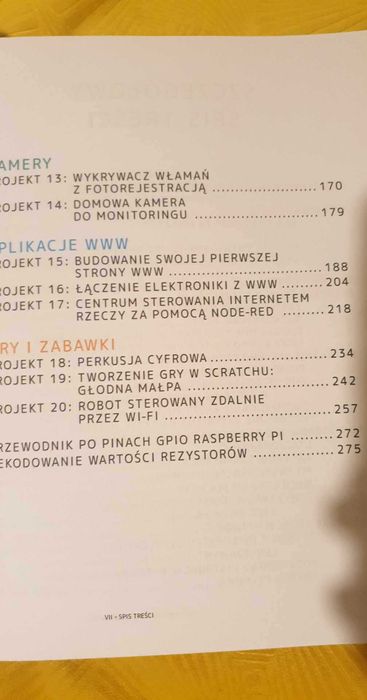 AMERY
ROJEKT 13: WYKRYWACZ WŁAMAŃ
Z FOTOREJESTRACJĄ ....................... 170
ROJEKT 14: DOMOWA KAMERA
DO MONITORINGU ........................... 179
PLIKACJE WWW
ROJEKT 15: BUDOWANIE SWOJEJ PIERWSZEJ
STRONY WWW ................................. 188
ROJEKT 16: ŁĄCZENIE ELEKTRONIKI Z WWW ......... 204
ROJEKT 17: CENTRUM STEROWANIA INTERNETEM
RZECZY ZA POMOCĄ NODE-RED ......... 218
RY I ZABAWKI
ROJEKT 18: PERKUSJA CYFROWA ......................... 234
ROJEKT 19: TWORZENIE GRY W SCRATCHU:
GŁODNA MAŁPA .............................. 242
ROJEKT 20: ROBOT STEROWANY ZDALNIE
PRZEZ WI-FI .................................... 257
RZEWODNIK PO PINACH GPIO RASPBERRY PI ......... 272
EKODOWANIE WARTOŚCI REZYSTORÓW ................. 275
VII • SPIS TREŚCI